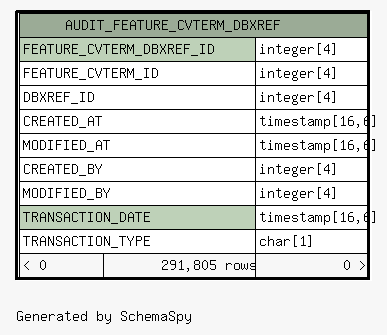 AUDIT_FEATURE_CVTERM_DBXREF
FEATURE_CVTERM_DBXREF_ID integer[4]
FEATURE_CVTERM_ID integer[4]
DBXREF_ID integer[4]
CREATED_AT timestamp[16,6]
MODIFIED_AT timestamp[16,6]
CREATED_BY integer[4]
MODIFIED_BY integer[4]
TRANSACTION_DATE timestamp[16,6]
TRANSACTION_TYPE char[1]
< 0 291,805 rows 0 >
Generated by SchemaSpy